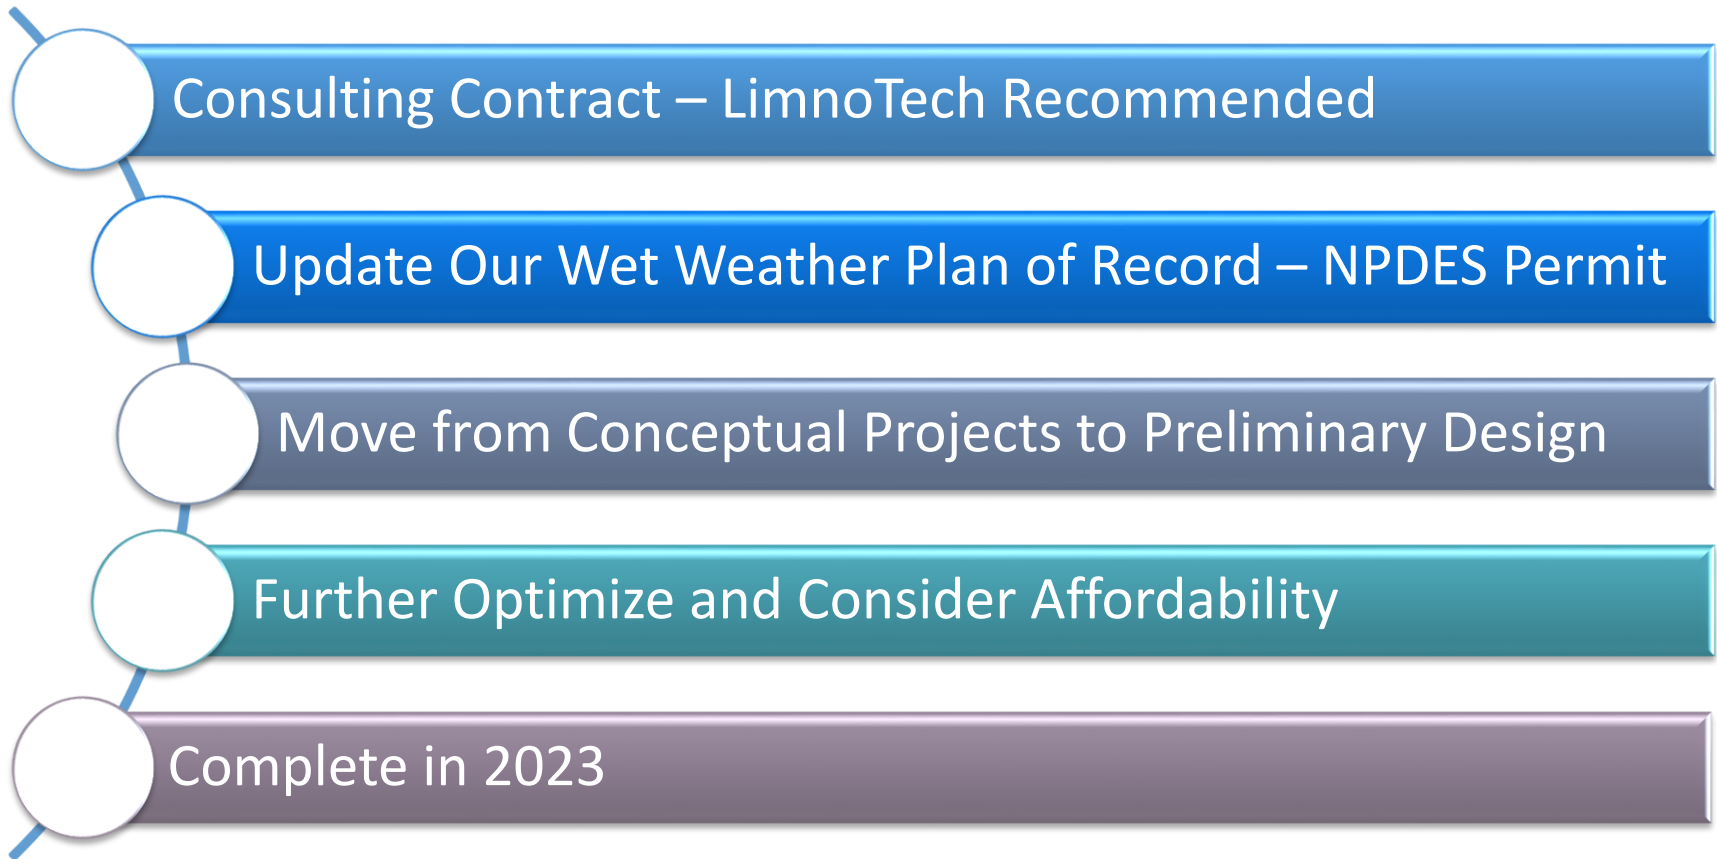 Consulting Contract – LimnoTech Recommended
Update Our Wet Weather Plan of Record – NPDES Permit
Move from Conceptual Projects to Preliminary Design
Further Optimize and Consider Affordability
Complete in 2023